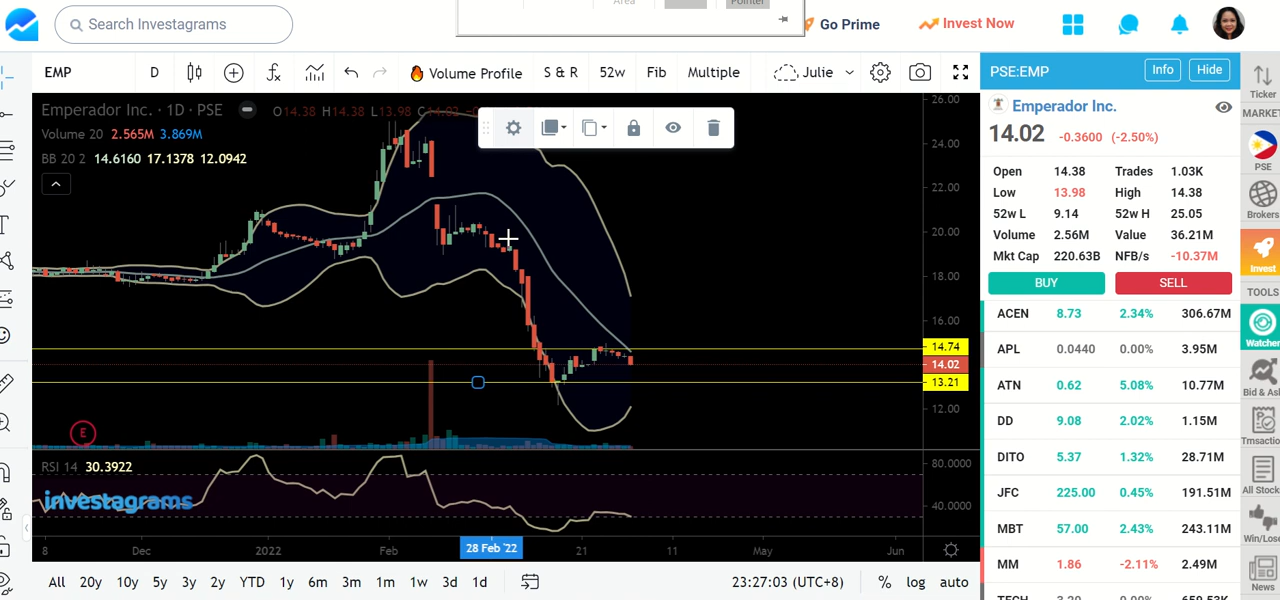 Area
Pointer
Search Investagrams
Go Prime
Invest Now
EMP
D
Volume Profile
S & R
52w
Fib
Multiple
Julie
PSE:EMP
Info
Hide
Ticker
Emperador Inc. · 1D · PSE
O14.38 H14.38 L13.98 C14.02
Volume 20 2.565M 3.869M
BB 20 2 14.6160 17.1378 12.0942
26.00
24.00
22.00
20.00
18.00
16.00
14.74
14.02
13.21
12.00
E
RSI 14 30.3922
investagrams
80.0000
40.0000
8 Dec 2022 Feb 28 Feb '22 21 11 May Jun
All 20y 10y 5y 3y 2y YTD 1y 6m 3m 1m 1w 3d 1d
23:27:03 (UTC+8)
% log auto
Emperador Inc.
14.02 -0.3600 (-2.50%)
Open 14.38 Trades 1.03K
Low 13.98 High 14.38
52w L 9.14 52w H 25.05
Volume 2.56M Value 36.21M
Mkt Cap 220.63B NFB/s -10.37M
BUY SELL
ACEN 8.73 2.34% 306.67M
APL 0.0440 0.00% 3.95M
ATN 0.62 5.08% 10.77M
DD 9.08 2.02% 1.15M
DITO 5.37 1.32% 28.71M
JFC 225.00 0.45% 191.51M
MBT 57.00 2.43% 243.11M
MM 1.86 -2.11% 2.49M
MARKET
PSE
Brokers
Invest
TOOLS
Watcher
Bid & Ask
Trnsaction
All Stock
Win/Lose
News